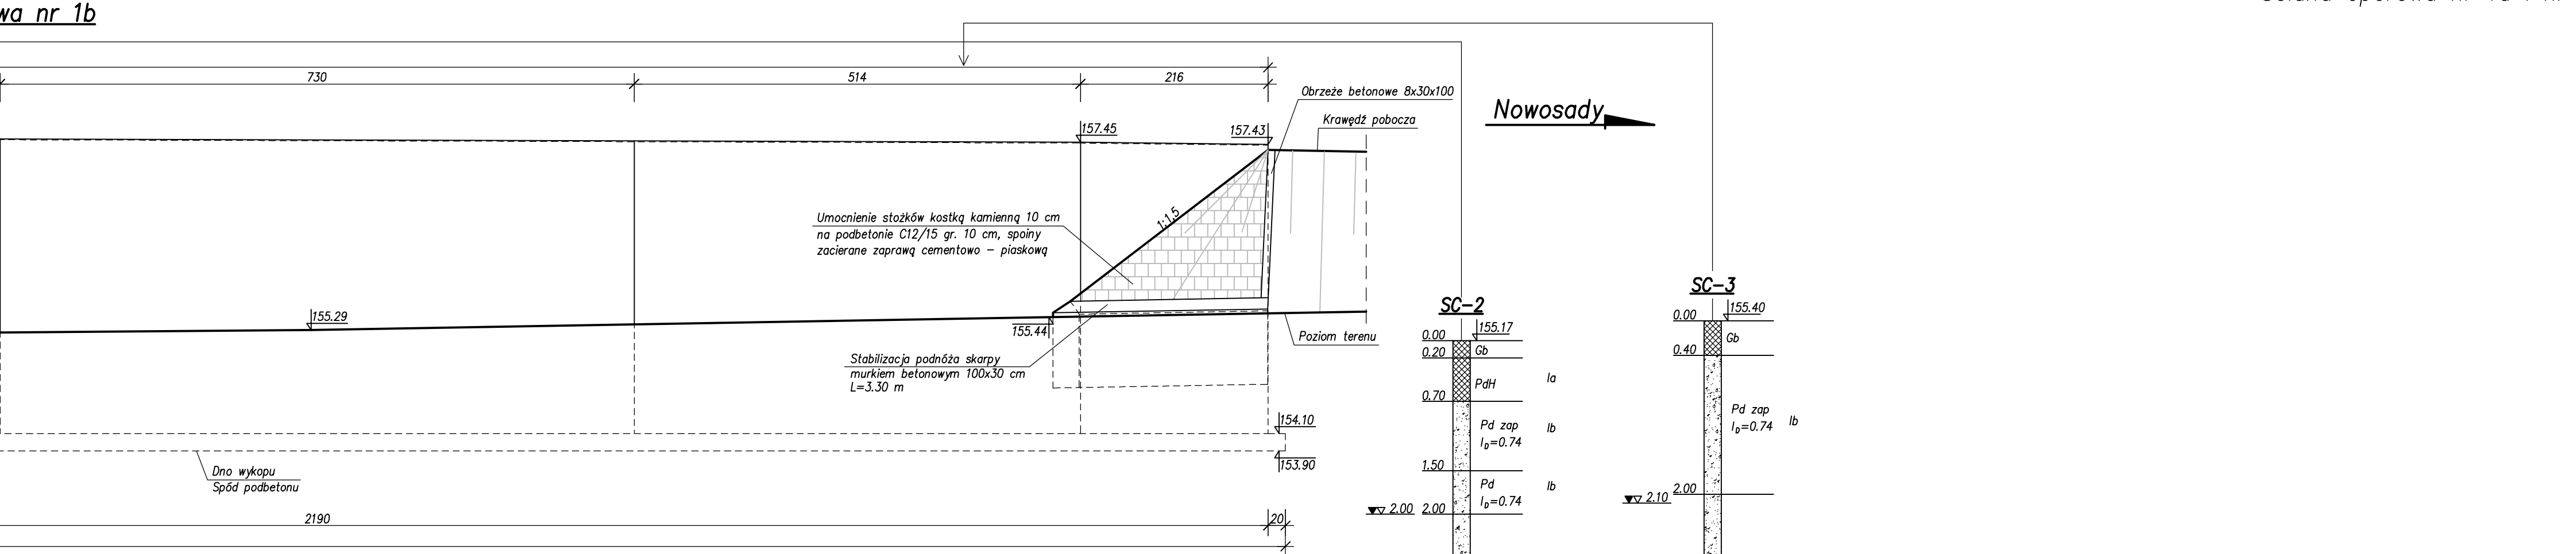 wa nr 1b
730
514
216
Obrzeże betonowe 8x30x100
Krawędź pobocza
Nowosady
157.45
157.43
1:1,5
Umocnienie stożków kostką kamienną 10 cm
na podbetonie C12/15 gr. 10 cm, spoiny
zacierane zaprawą cementowo – piaskową
155.29
155.44
Poziom terenu
Stabilizacja podnóża skarpy
murkiem betonowym 100x30 cm
L=3.30 m
154.10
153.90
Dno wykopu
Spód podbetonu
2190
20
SC-2
155.17
0.00
Gb
0.20
PdH
Ia
0.70
Pd zap
Ib
I_D=0.74
1.50
Pd
Ib
I_D=0.74
2.00
2.00
SC-3
155.40
0.00
Gb
0.40
Pd zap
Ib
I_D=0.74
2.00
2.10